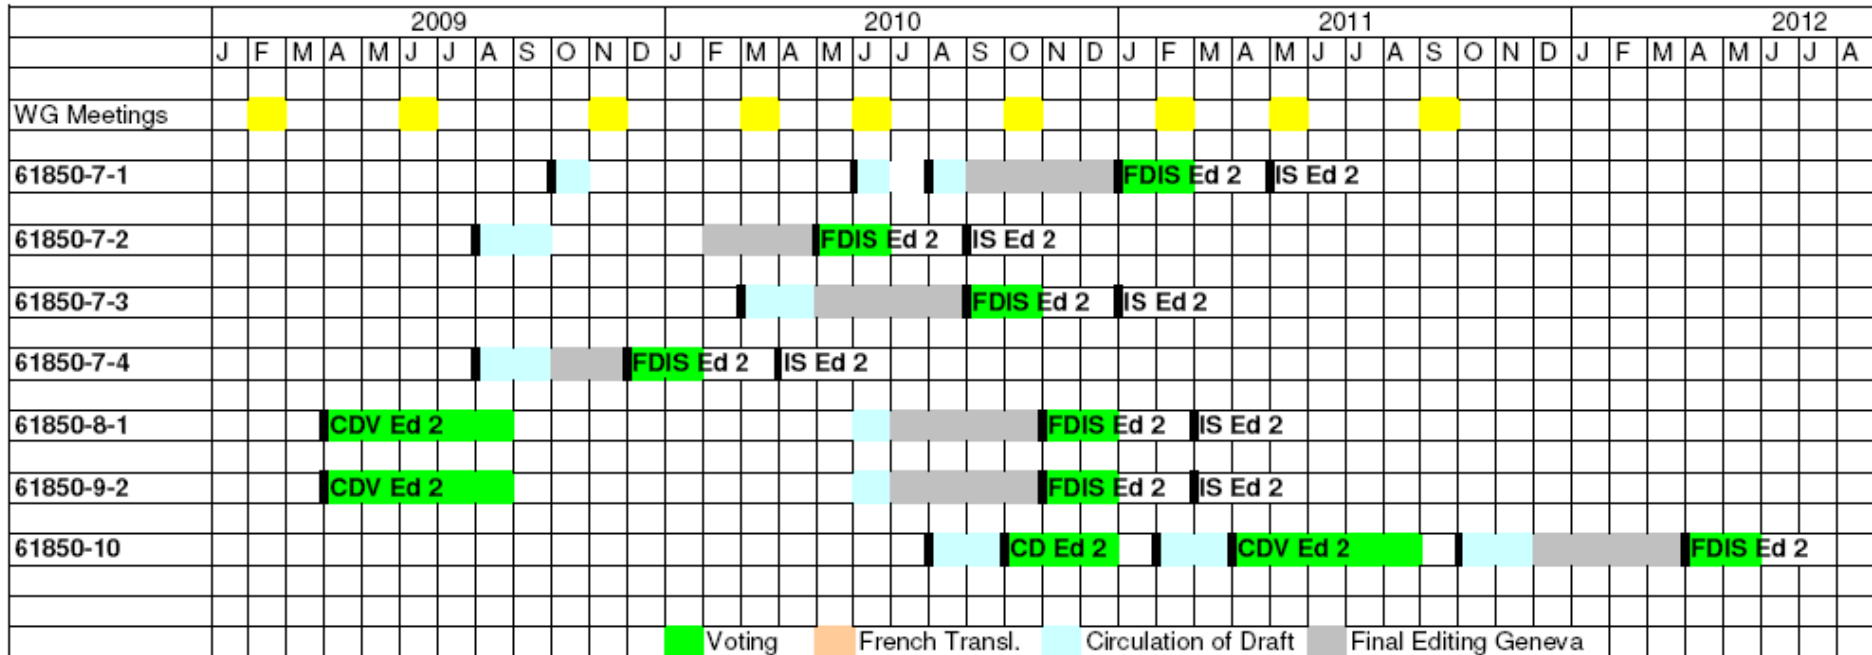 2009 2010 2011 2012
J F M A M J J A S O N D J F M A M J J A S O N D J F M A M J J A S O N D J F M A M J J A
WG Meetings
61850-7-1 FDIS Ed 2 IS Ed 2
61850-7-2 FDIS Ed 2 IS Ed 2
61850-7-3 FDIS Ed 2 IS Ed 2
61850-7-4 FDIS Ed 2 IS Ed 2
61850-8-1 CDV Ed 2 FDIS Ed 2 IS Ed 2
61850-9-2 CDV Ed 2 FDIS Ed 2 IS Ed 2
61850-10 CD Ed 2 CDV Ed 2 FDIS Ed 2
Voting French Transl. Circulation of Draft Final Editing Geneva